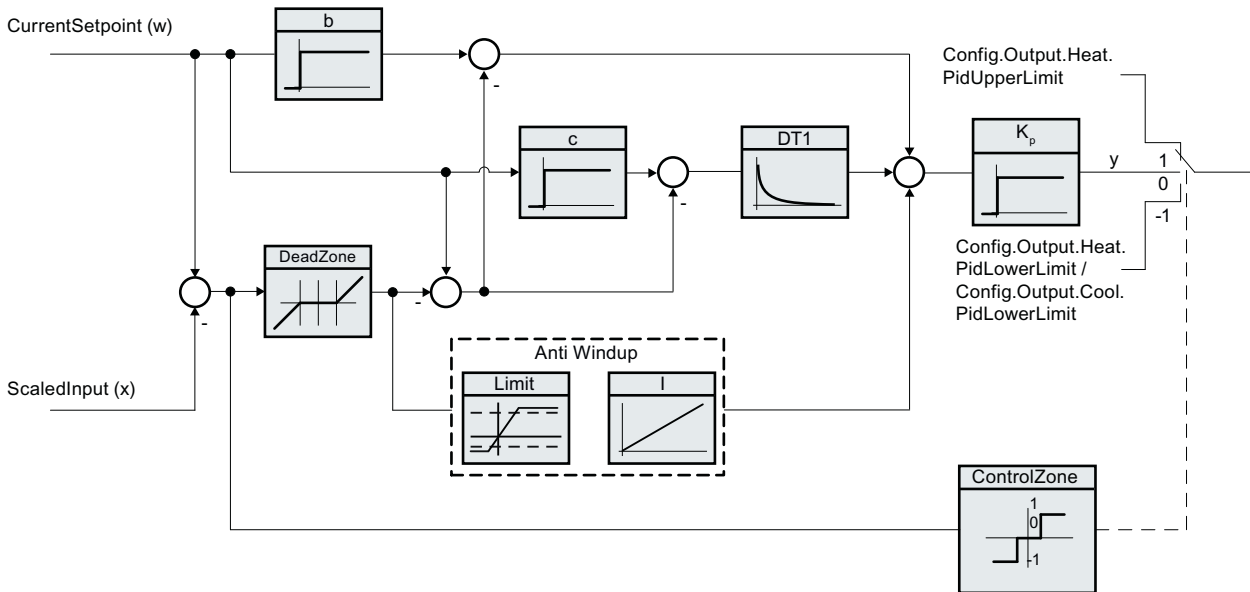 CurrentSetpoint (w)
b
-
Config.Output.Heat.
PidUpperLimit
c
-
DT1
Kp
y
1
0
-1
DeadZone
-
-
Config.Output.Heat.
PidLowerLimit /
Config.Output.Cool.
PidLowerLimit
Anti Windup
ScaledInput (x)
Limit
I
ControlZone
1
0
-1